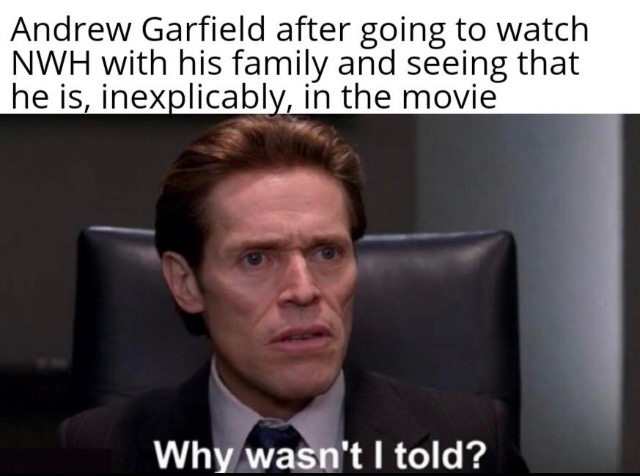 Andrew Garfield after going to watch
NWH with his family and seeing that
he is, inexplicably, in the movie
Why wasn't I told?